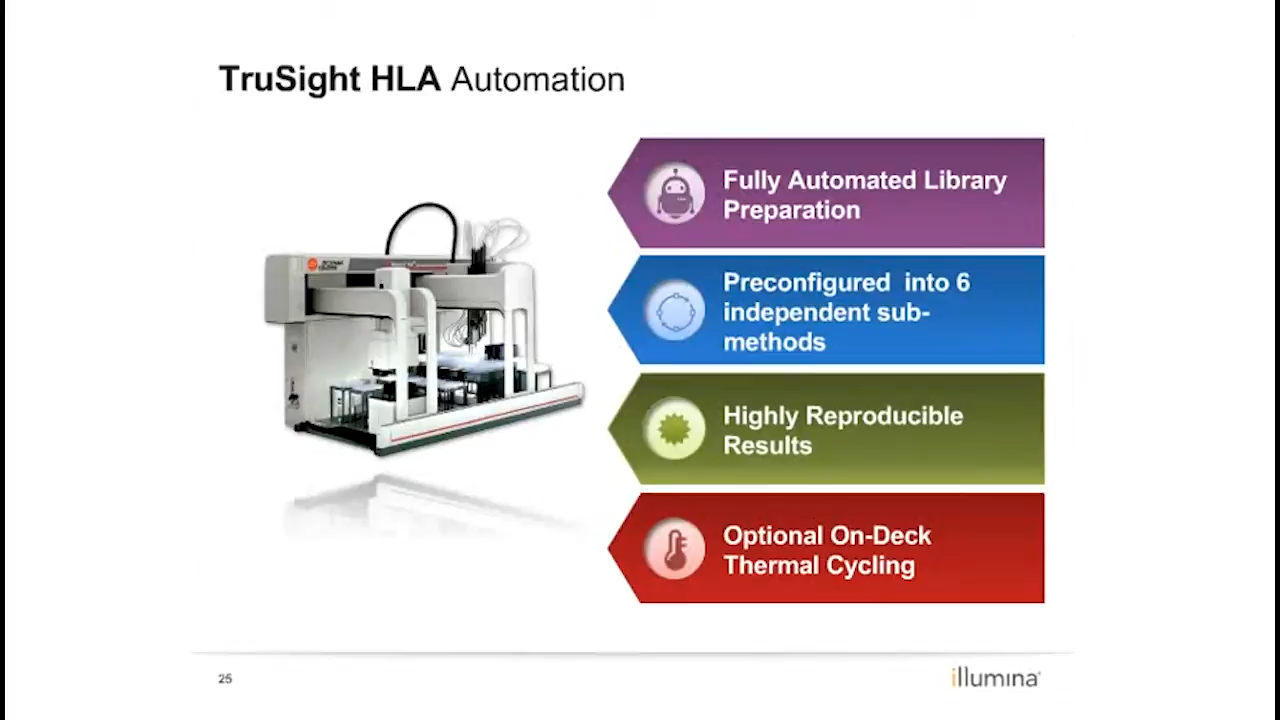 TruSight HLA Automation
Fully Automated Library
Preparation
Preconfigured  into 6
independent sub-
methods
Highly Reproducible
Results
Optional On-Deck
Thermal Cycling
25
illumina